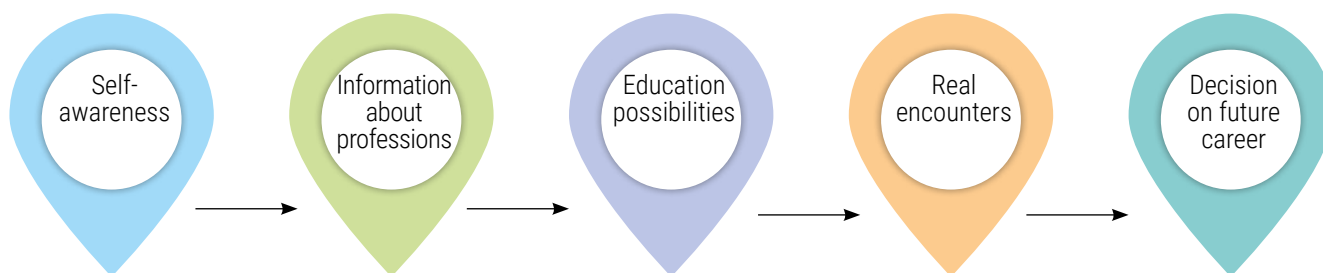 Self-
awareness
Information
about
professions
Education
possibilities
Real
encounters
Decision
on future
career